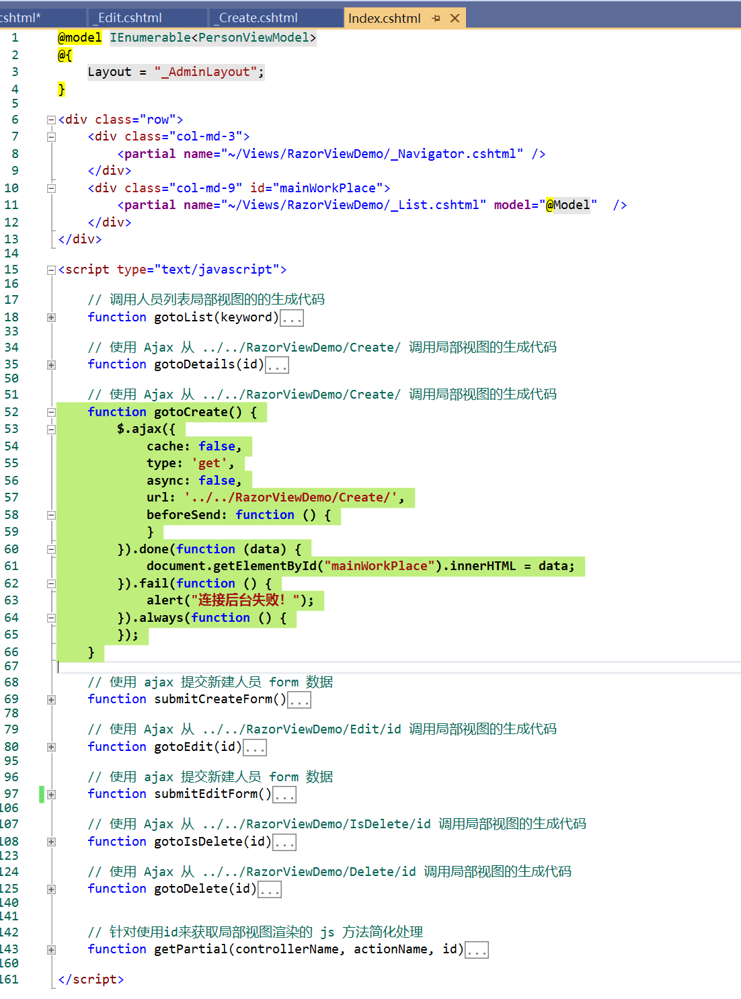 cshtml* _Edit.cshtml _Create.cshtml Index.cshtml
1 @model IEnumerable<PersonViewModel>
2 @{
3 Layout = "_AdminLayout";
4 }
5
6 <div class="row">
7 <div class="col-md-3">
8 <partial name="~/Views/RazorViewDemo/_Navigator.cshtml" />
9 </div>
10 <div class="col-md-9" id="mainWorkPlace">
11 <partial name="~/Views/RazorViewDemo/_List.cshtml" model="@Model" />
12 </div>
13 </div>
14
15 <script type="text/javascript">
16
17 // 调用人员列表局部视图的的生成代码
18 function gotoList(keyword)...
33
34 // 使用 Ajax 从 ../../RazorViewDemo/Create/ 调用局部视图的生成代码
35 function gotoDetails(id)...
50
51 // 使用 Ajax 从 ../../RazorViewDemo/Create/ 调用局部视图的生成代码
52 function gotoCreate() {
53 $.ajax({
54 cache: false,
55 type: 'get',
56 async: false,
57 url: '../../RazorViewDemo/Create/',
58 beforeSend: function () {
59 }
60 }).done(function (data) {
61 document.getElementById("mainWorkPlace").innerHTML = data;
62 }).fail(function () {
63 alert("连接后台失败！");
64 }).always(function () {
65 });
66 }
67
68 // 使用 ajax 提交新建人员 form 数据
69 function submitCreateForm()...
78
79 // 使用 Ajax 从 ../../RazorViewDemo/Edit/id 调用局部视图的生成代码
80 function gotoEdit(id)...
95
96 // 使用 ajax 提交新建人员 form 数据
97 function submitEditForm()...
106
107 // 使用 Ajax 从 ../../RazorViewDemo/IsDelete/id 调用局部视图的生成代码
108 function gotoIsDelete(id)...
123
124 // 使用 Ajax 从 ../../RazorViewDemo/Delete/id 调用局部视图的生成代码
125 function gotoDelete(id)...
140
141
142 // 针对使用id来获取局部视图渲染的 js 方法简化处理
143 function getPartial(controllerName, actionName, id)...
160
161 </script>